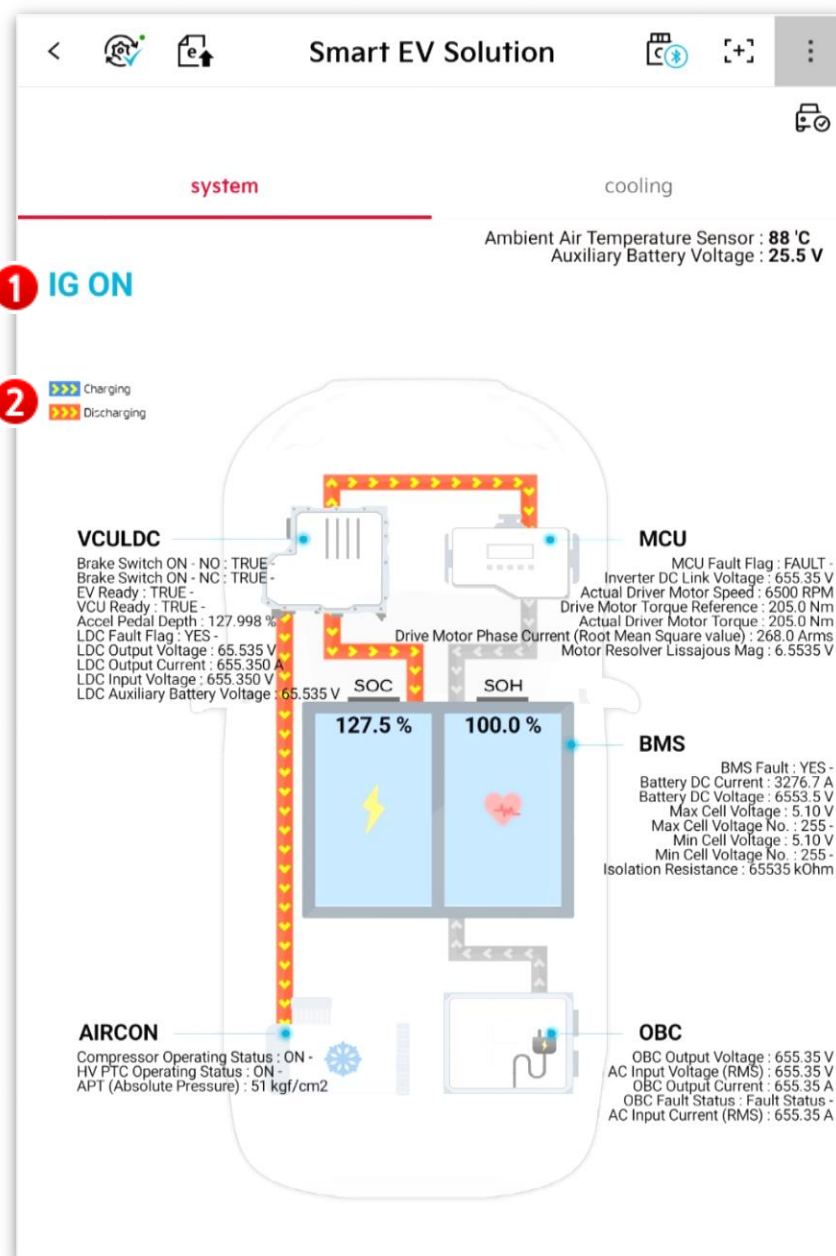 Smart EV Solution
system
cooling
Ambient Air Temperature Sensor : 88 'C
Auxiliary Battery Voltage : 25.5 V
1 IG ON
2
Charging
Discharging
VCULDC
Brake Switch ON - NO : TRUE -
Brake Switch ON - NC : TRUE -
EV Ready : TRUE -
VCU Ready : TRUE -
Accel Pedal Depth : 127.998 %
LDC Fault Flag : YES -
LDC Output Voltage : 65.535 V
LDC Output Current : 655.350 A
LDC Input Voltage : 655.350 V
LDC Auxiliary Battery Voltage : 65.535 V
MCU
MCU Fault Flag : FAULT -
Inverter DC Link Voltage : 655.35 V
Actual Driver Motor Speed : 6500 RPM
Drive Motor Torque Reference : 205.0 Nm
Actual Driver Motor Torque : 205.0 Nm
Drive Motor Phase Current (Root Mean Square value) : 268.0 Arms
Motor Resolver Lissajous Mag : 6.5535 V
SOC
127.5 %
SOH
100.0 %
BMS
BMS Fault : YES -
Battery DC Current : 3276.7 A
Battery DC Voltage : 6553.5 V
Max Cell Voltage : 5.10 V
Max Cell Voltage No. : 255 -
Min Cell Voltage : 5.10 V
Min Cell Voltage No. : 255 -
Isolation Resistance : 65535 kOhm
AIRCON
Compressor Operating Status : ON -
HV PTC Operating Status : ON -
APT (Absolute Pressure) : 51 kgf/cm2
OBC
OBC Output Voltage : 655.35 V
AC Input Voltage (RMS) : 655.35 V
OBC Output Current : 655.35 A
OBC Fault Status : Fault Status -
AC Input Current (RMS) : 655.35 A